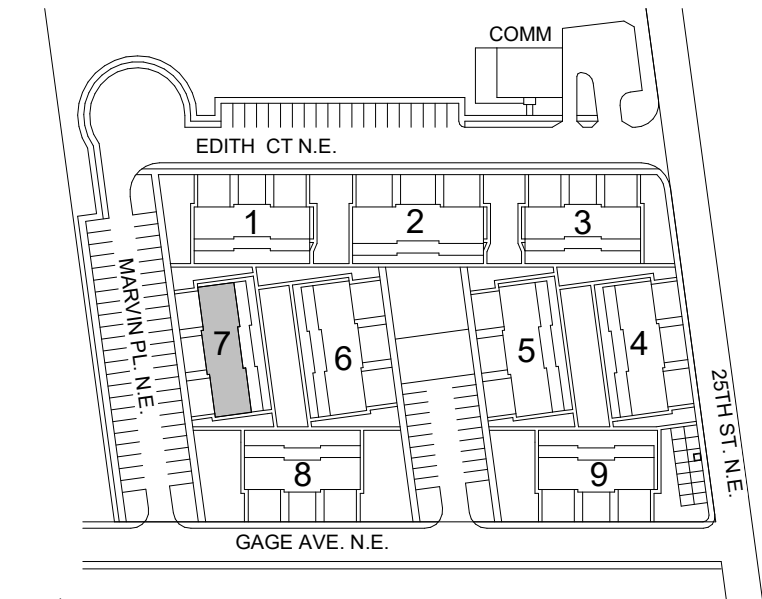 COMM
EDITH CT N.E.
1
2
3
MARVIN PL. N.E.
7
6
5
4
25TH ST. N.E.
8
9
GAGE AVE. N.E.